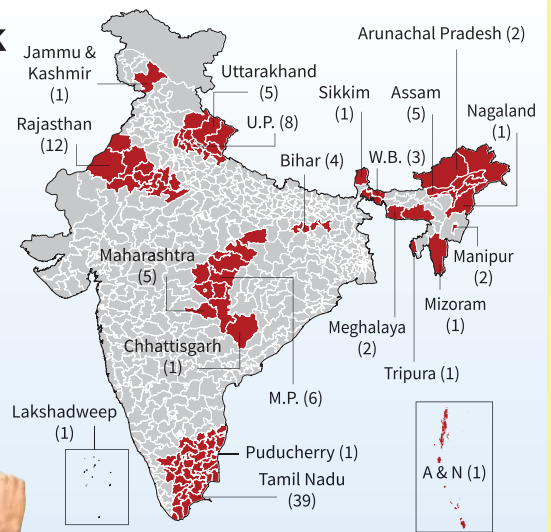 Arunachal Pradesh (2)
Jammu &
Kashmir
(1)
Uttarakhand
(5)
Sikkim
(1)
Assam
(5)
Nagaland
(1)
Rajasthan
(12)
U.P. (8)
Bihar (4)
W.B. (3)
Maharashtra
(5)
Manipur
(2)
Mizoram
(1)
Meghalaya
(2)
Chhattisgarh
(1)
Tripura (1)
M.P. (6)
Lakshadweep
(1)
Puducherry (1)
A & N (1)
Tamil Nadu
(39)